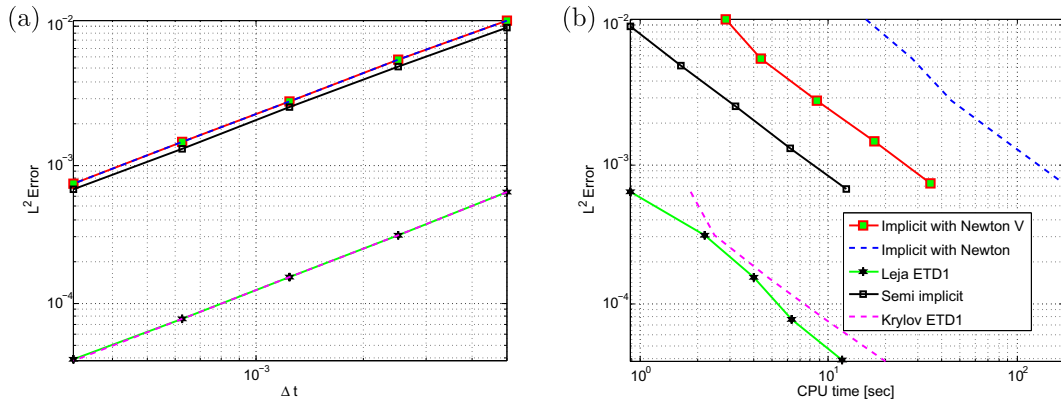 (a)
10^-2
10^-3
10^-4
L^2 Error
10^-3
Δ t
(b)
10^-2
10^-3
10^-4
L^2 Error
10^0
10^1
10^2
CPU time [sec]
Implicit with Newton V
Implicit with Newton
Leja ETD1
Semi implicit
Krylov ETD1